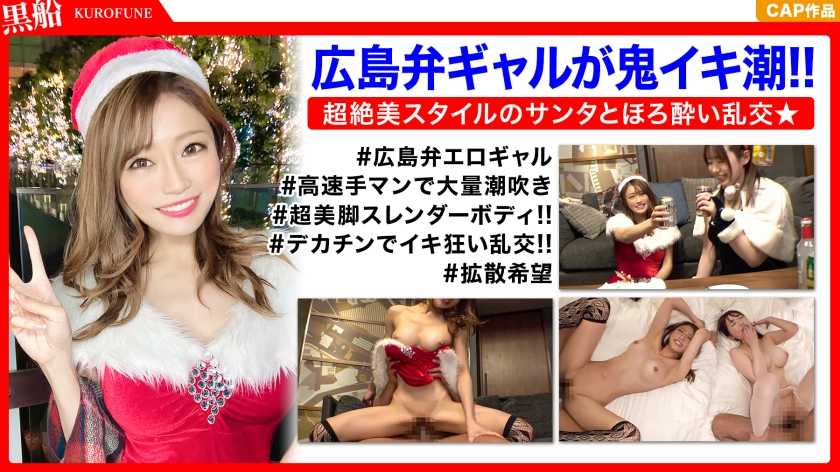 黒船 KUROFUNE
CAP作品
広島弁ギャルが鬼イキ潮!!
超絶美スタイルのサンタとほろ酔い乱交★
#広島弁エロギャル
#高速手マンで大量潮吹き
#超美脚スレンダーボディ!!
#デカチンでイキ狂い乱交!!
#拡散希望